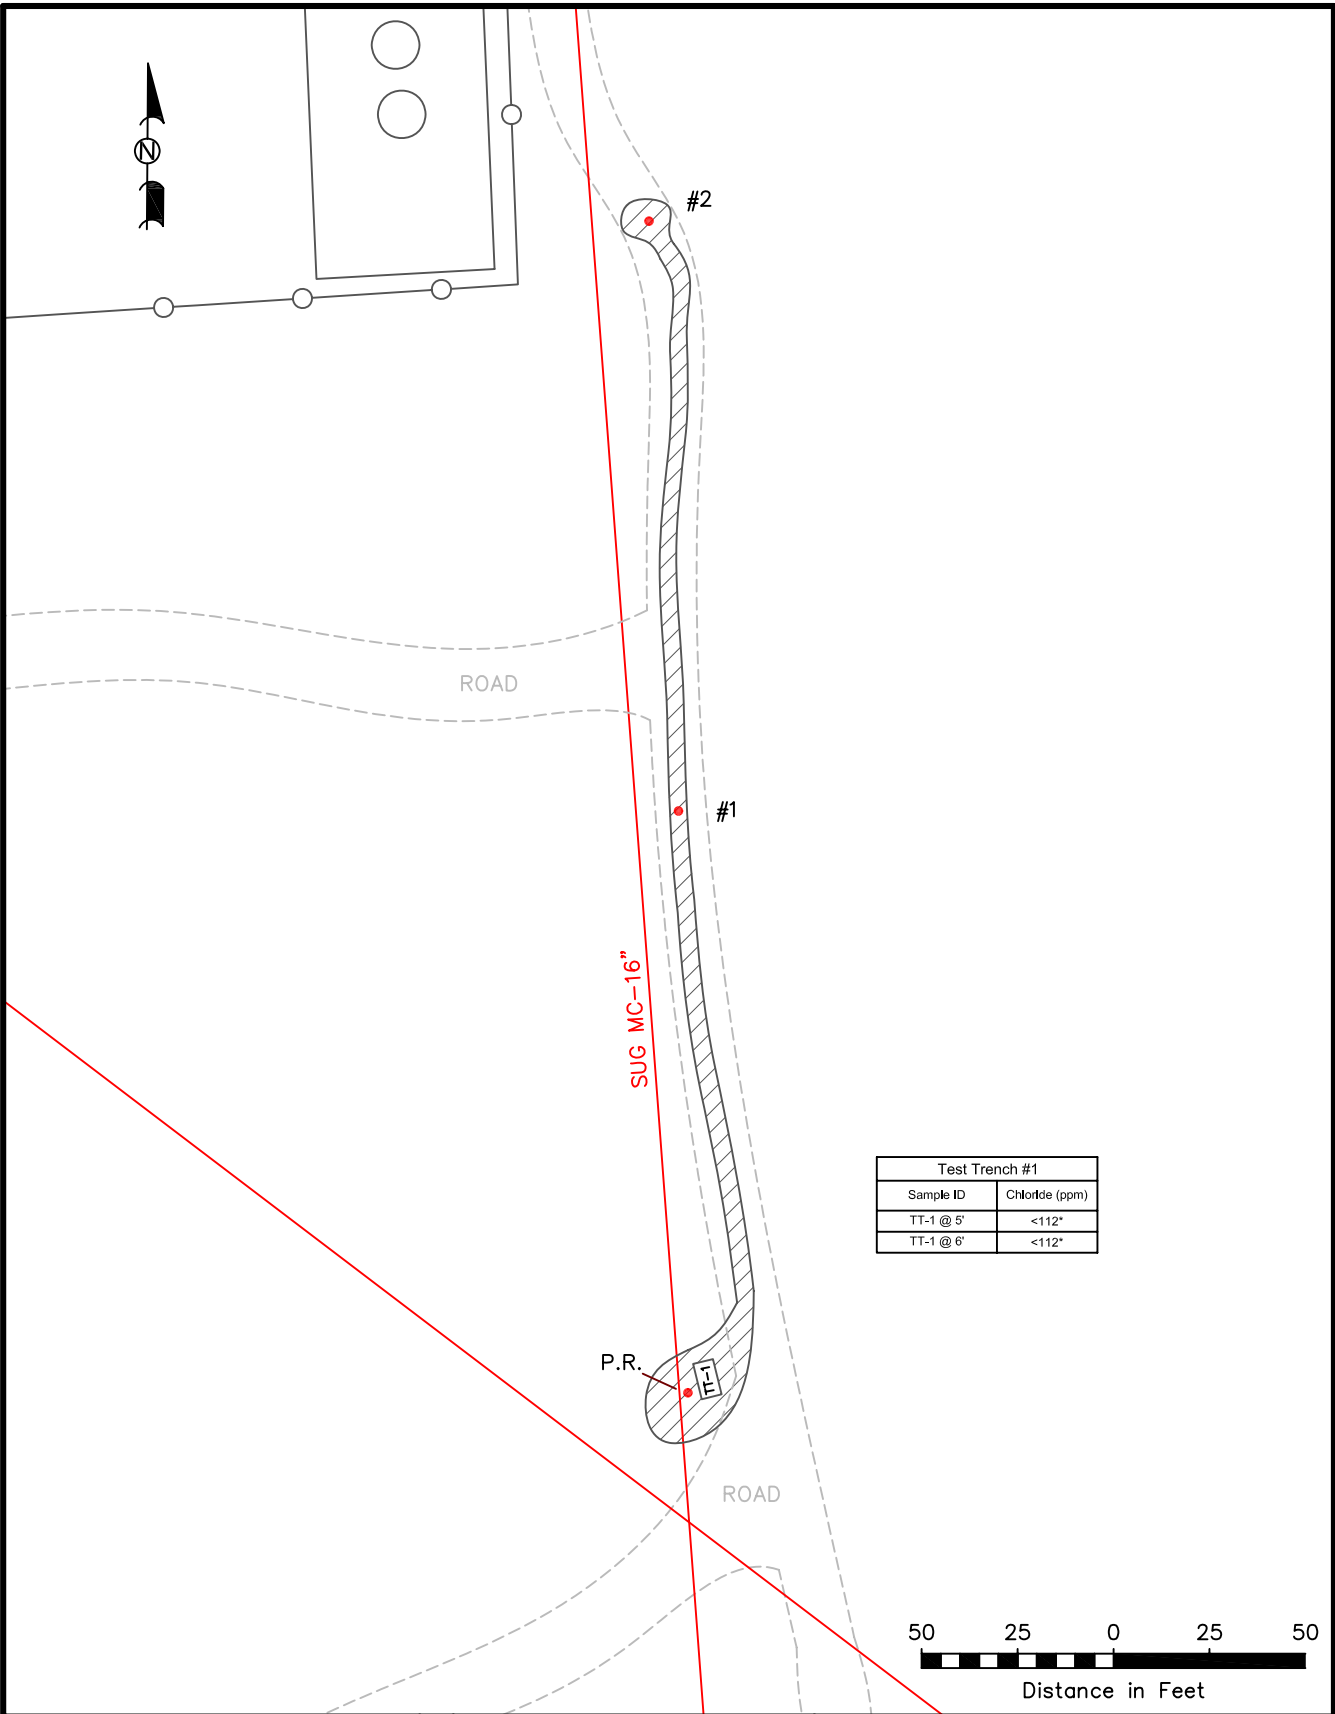 N
#2
ROAD
#1
SUG MC-16"
Test Trench #1
Sample ID Chloride (ppm)
TT-1 @ 5' <112*
TT-1 @ 6' <112*
P.R.
TT-1
ROAD
50 25 0 25 50
Distance in Feet